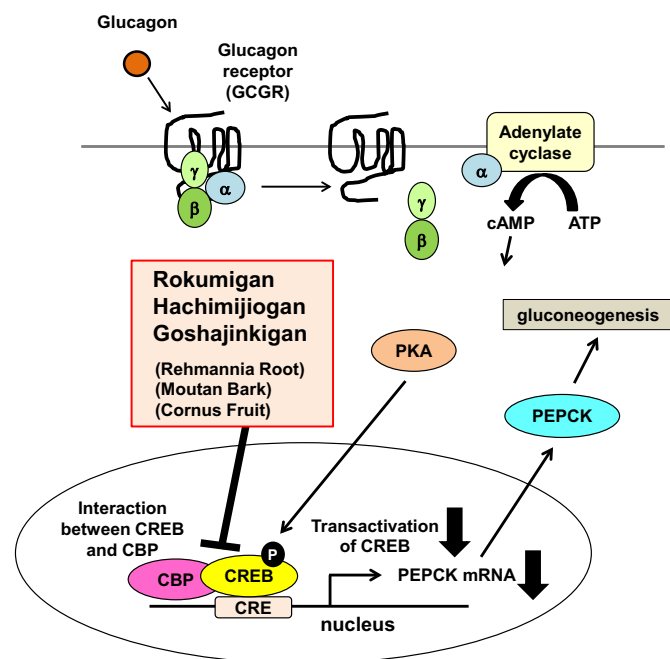 Glucagon
Glucagon
receptor
(GCGR)
γ
β
α
γ
β
α
Adenylate
cyclase
cAMP
ATP
Rokumigan
Hachimijiogan
Goshajinkigan
(Rehmannia Root)
(Moutan Bark)
(Cornus Fruit)
gluconeogenesis
PKA
PEPCK
Interaction
between CREB
and CBP
P
CBP
CREB
CRE
Transactivation
of CREB
PEPCK mRNA
nucleus